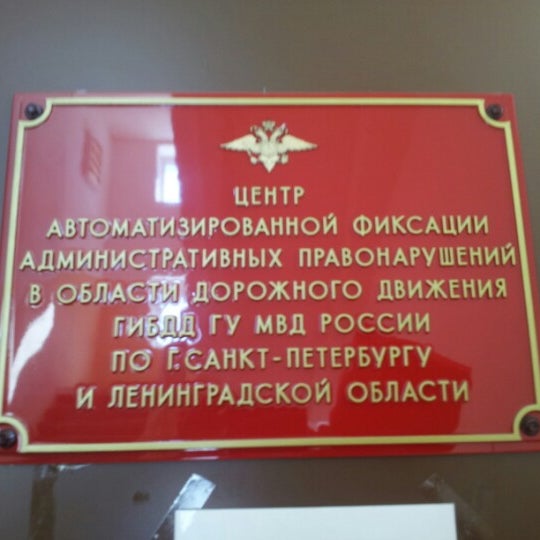 ЦЕНТР
АВТОМАТИЗИРОВАННОЙ ФИКСАЦИИ
АДМИНИСТРАТИВНЫХ ПРАВОНАРУШЕНИЙ
В ОБЛАСТИ ДОРОЖНОГО ДВИЖЕНИЯ
ГИБДД ГУ МВД РОССИИ
ПО Г.САНКТ-ПЕТЕРБУРГУ
И ЛЕНИНГРАДСКОЙ ОБЛАСТИ